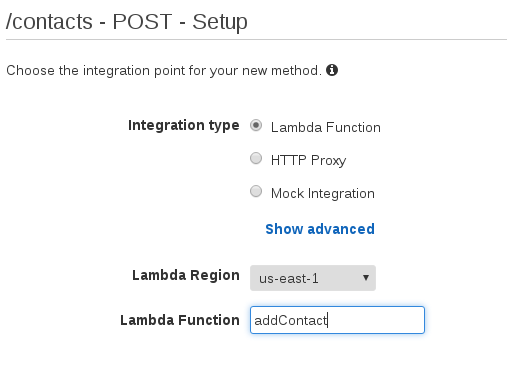 /contacts - POST - Setup
Choose the integration point for your new method.
Integration type
Lambda Function
HTTP Proxy
Mock Integration
Show advanced
Lambda Region us-east-1
Lambda Function addContact